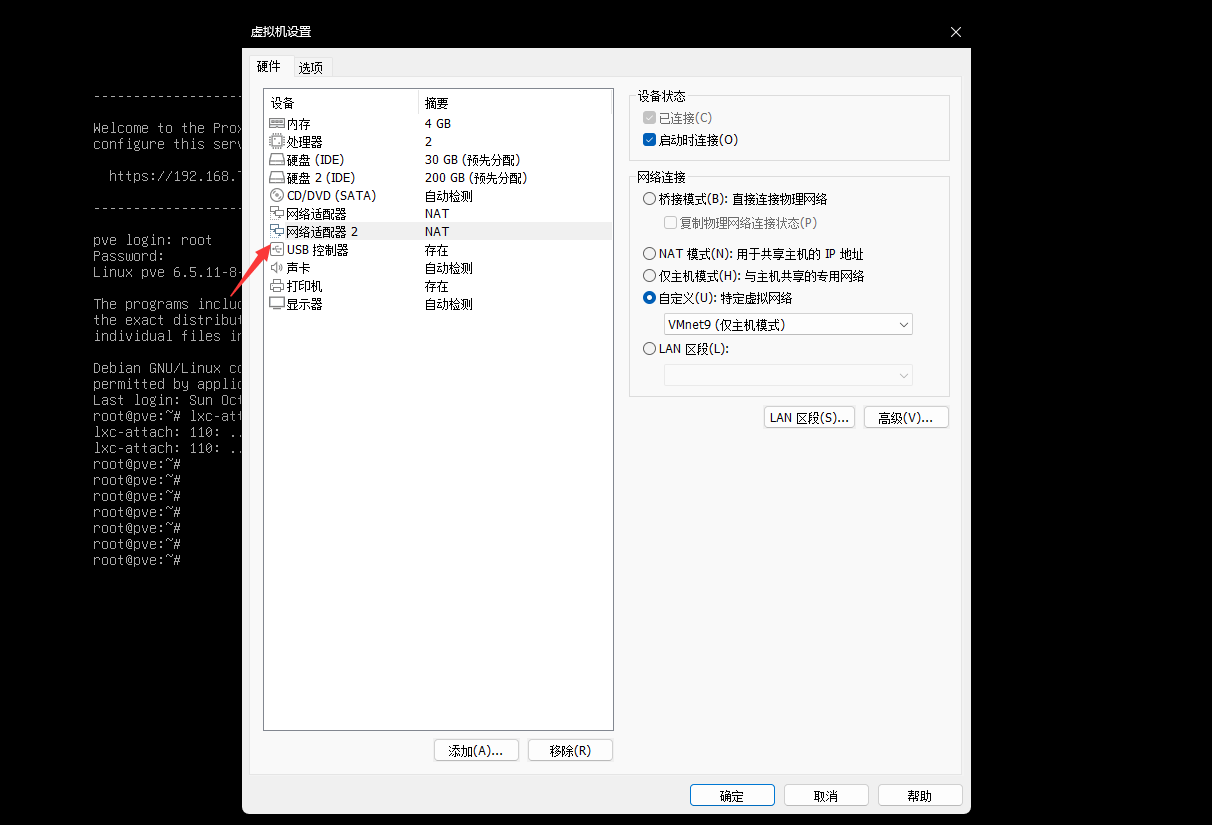 虚拟机设置
硬件 选项
设备 摘要
内存 4 GB
处理器 2
硬盘 (IDE) 30 GB (预先分配)
硬盘 2 (IDE) 200 GB (预先分配)
CD/DVD (SATA) 自动检测
网络适配器 NAT
网络适配器 2 NAT
USB 控制器 存在
声卡 自动检测
打印机 存在
显示器 自动检测
添加(A)... 移除(R)
设备状态
已连接(C)
启动时连接(O)
网络连接
桥接模式(B): 直接连接物理网络
复制物理网络连接状态(P)
NAT 模式(N): 用于共享主机的 IP 地址
仅主机模式(H): 与主机共享的专用网络
自定义(U): 特定虚拟网络
VMnet9 (仅主机模式)
LAN 区段(L):
LAN 区段(S)... 高级(V)...
确定 取消 帮助
--------------------
Welcome to the Prox
configure this serv
https://192.168.
--------------------
pve login: root
Password:
Linux pve 6.5.11-8-
The programs includ
the exact distribut
individual files in
Debian GNU/Linux co
permitted by applic
Last login: Sun Oct
root@pve:~# lxc-att
lxc-attach: 110: ..
lxc-attach: 110: ..
root@pve:~#
root@pve:~#
root@pve:~#
root@pve:~#
root@pve:~#
root@pve:~#
root@pve:~#